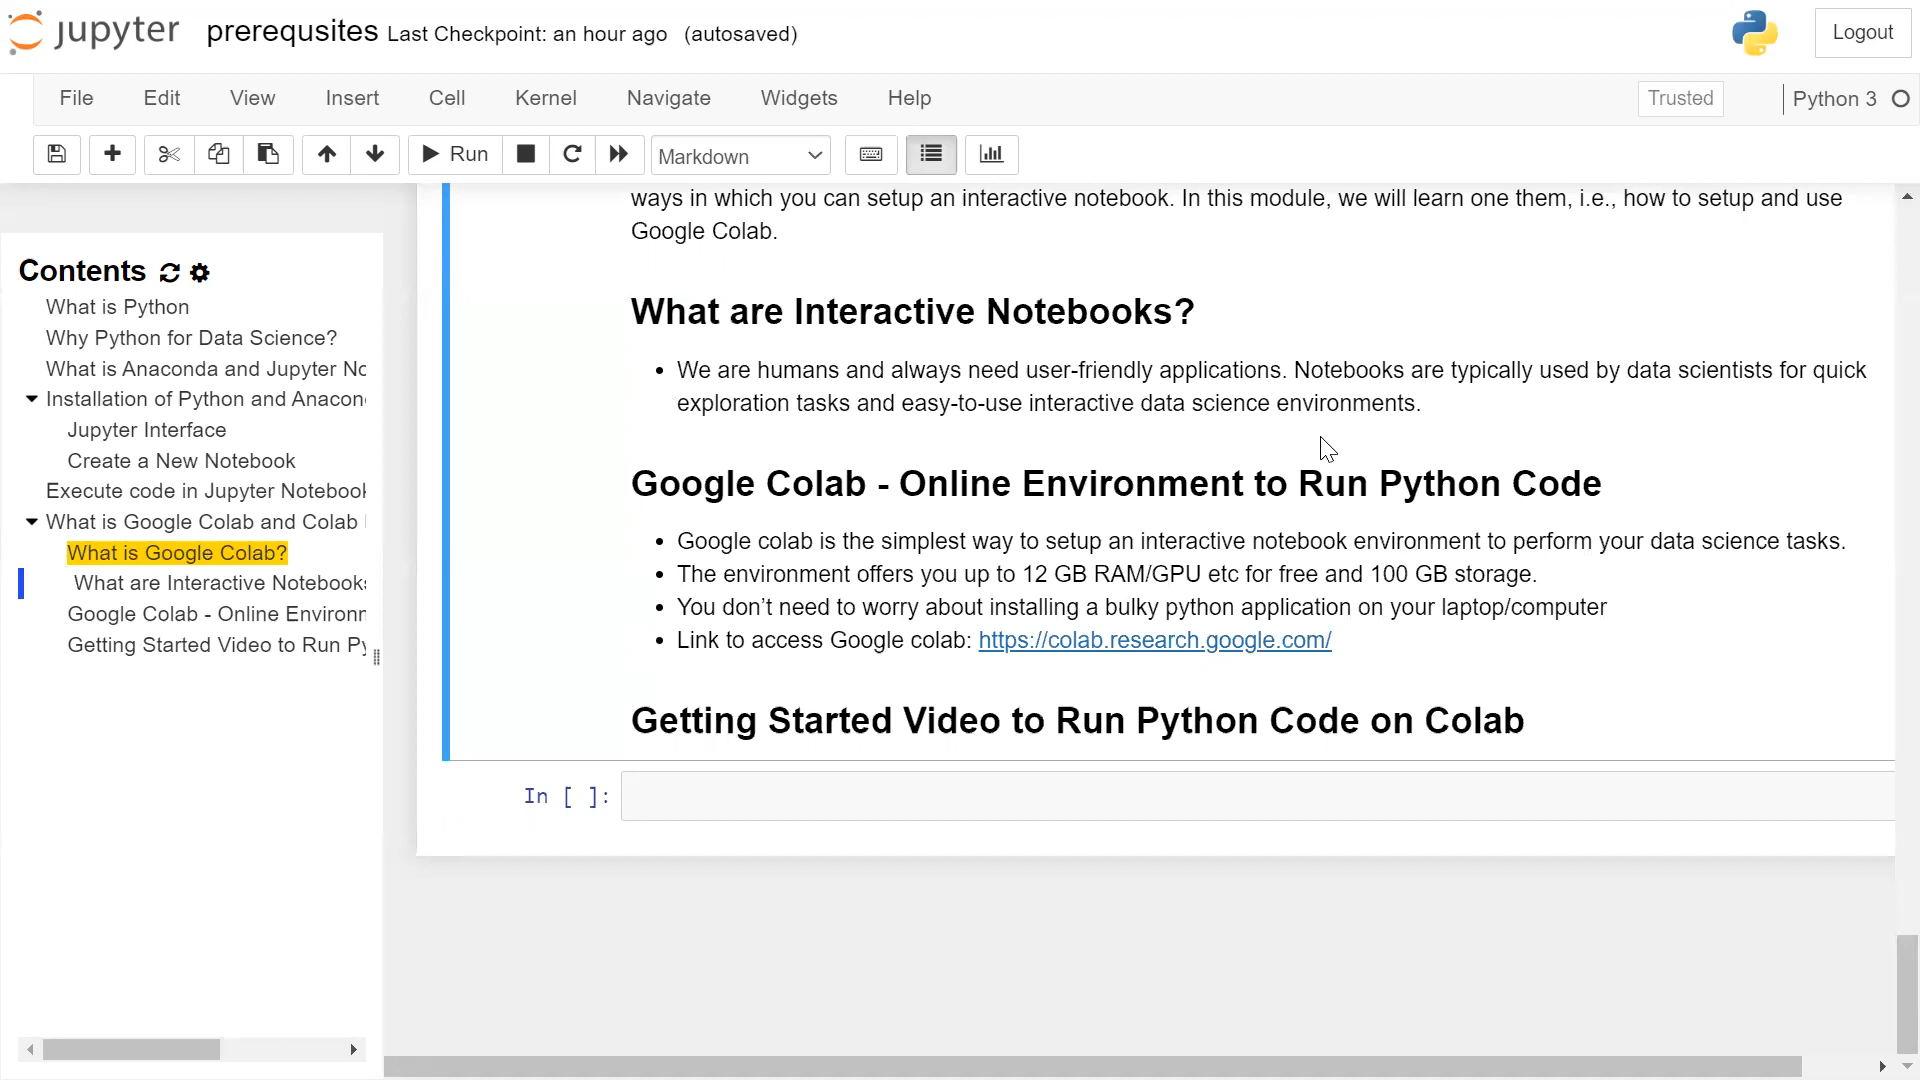 jupyter prerequsites Last Checkpoint: an hour ago (autosaved) Logout
File Edit View Insert Cell Kernel Navigate Widgets Help Trusted Python 3
Run Markdown
ways in which you can setup an interactive notebook. In this module, we will learn one them, i.e., how to setup and use
Google Colab.
Contents
What is Python
Why Python for Data Science?
What is Anaconda and Jupyter No
Installation of Python and Anacon
Jupyter Interface
Create a New Notebook
Execute code in Jupyter Notebook
What is Google Colab and Colab
What is Google Colab?
What are Interactive Notebooks
Google Colab - Online Environm
Getting Started Video to Run Py
What are Interactive Notebooks?
• We are humans and always need user-friendly applications. Notebooks are typically used by data scientists for quick
exploration tasks and easy-to-use interactive data science environments.
Google Colab - Online Environment to Run Python Code
• Google colab is the simplest way to setup an interactive notebook environment to perform your data science tasks.
• The environment offers you up to 12 GB RAM/GPU etc for free and 100 GB storage.
• You don’t need to worry about installing a bulky python application on your laptop/computer
• Link to access Google colab: https://colab.research.google.com/
Getting Started Video to Run Python Code on Colab
In [ ]: